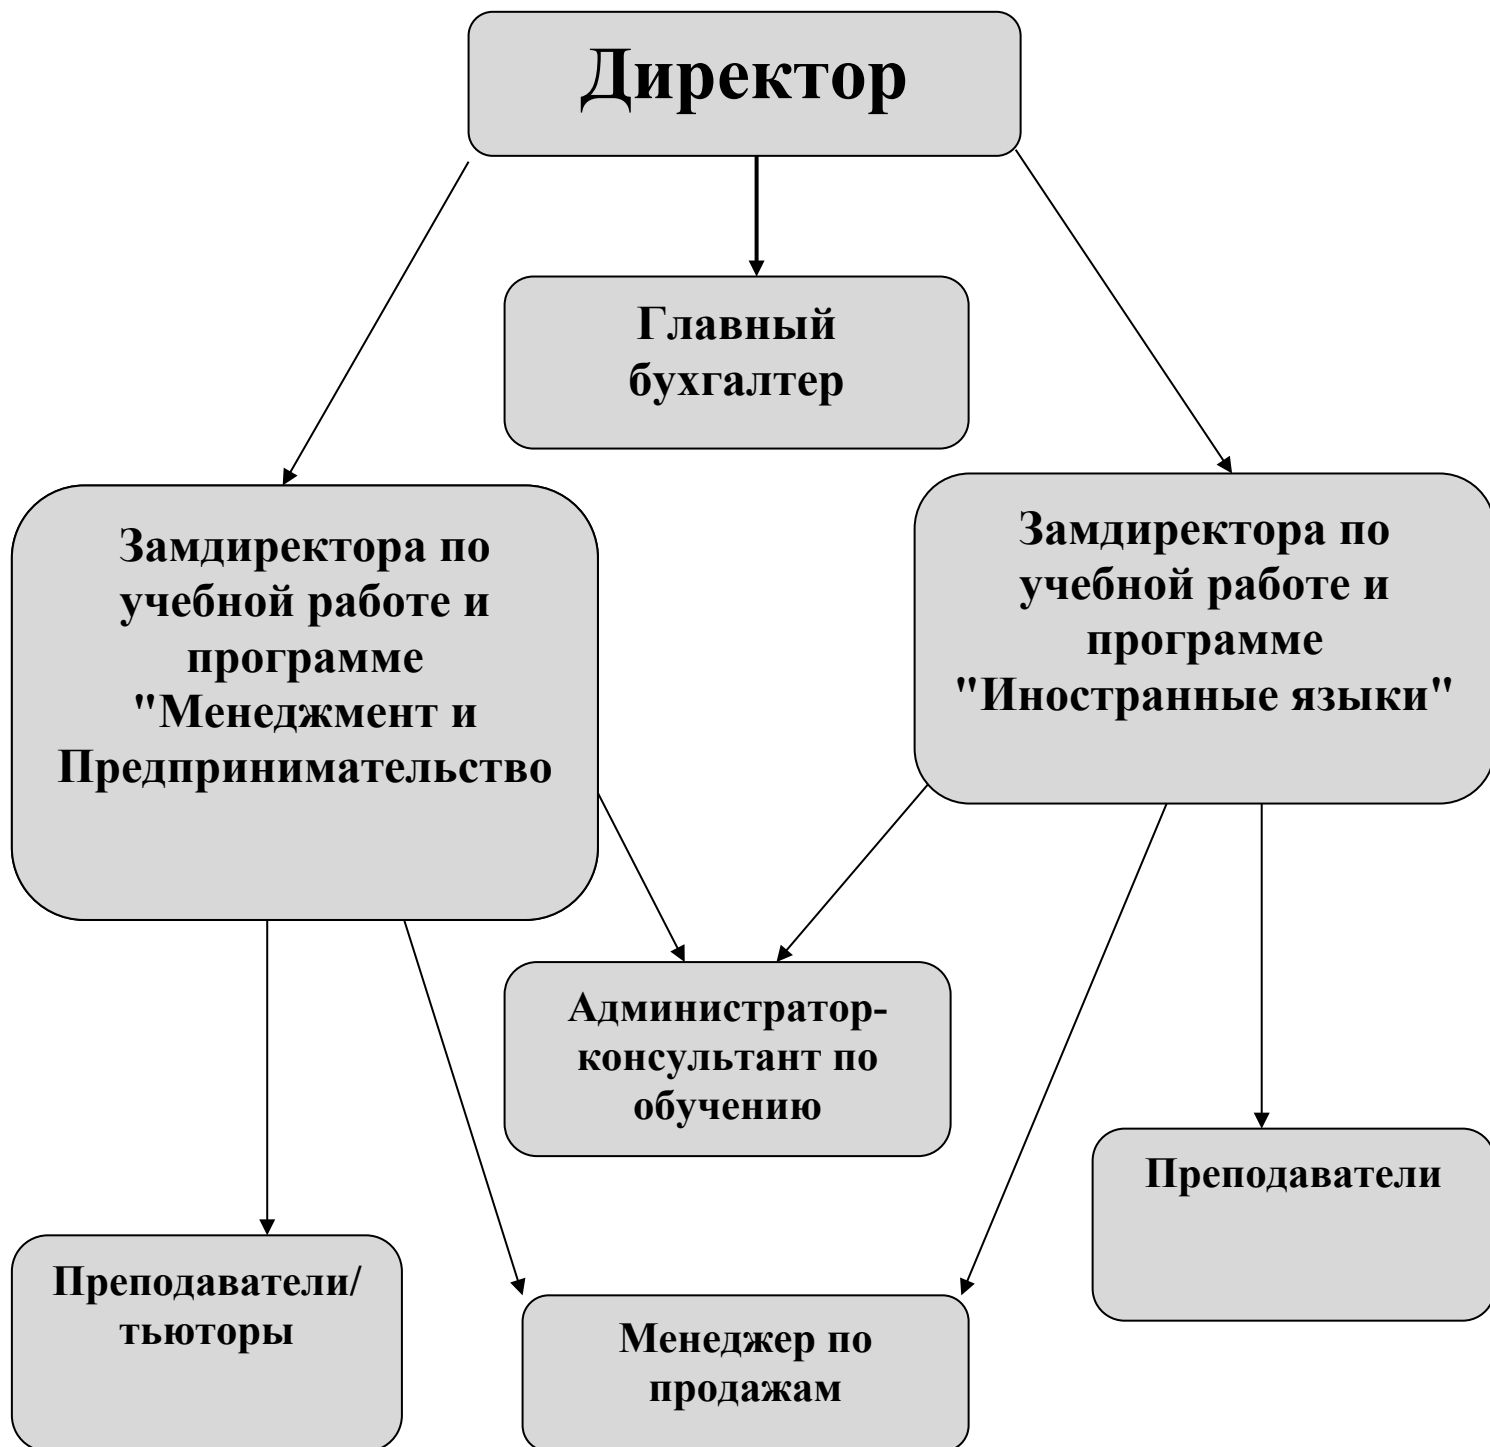 Директор
Главный
бухгалтер
Замдиректора по
учебной работе и
программе
"Менеджмент и
Предпринимательство
Замдиректора по
учебной работе и
программе
"Иностранные языки"
Администратор-
консультант по
обучению
Преподаватели
Преподаватели/
тьюторы
Менеджер по
продажам